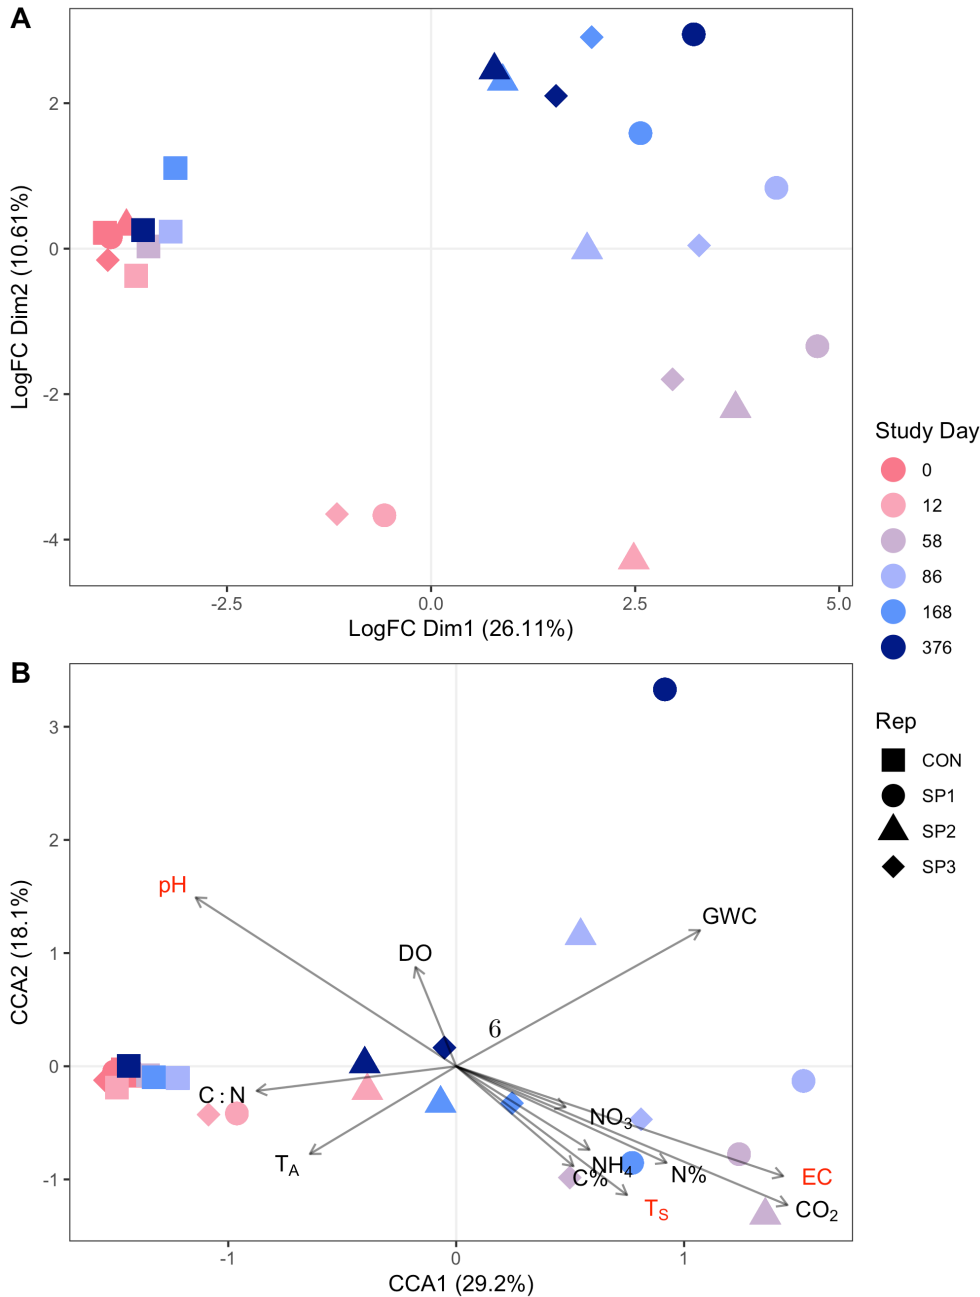 A
LogFC Dim2 (10.61%)
2
0
-2
-4
-2.5
0.0
2.5
5.0
LogFC Dim1 (26.11%)
Study Day
0
12
58
86
168
376
Rep
CON
SP1
SP2
SP3
B
CCA2 (18.1%)
3
2
1
0
-1
pH
DO
GWC
6
C:N
T_A
NO₃
NH₄
C%
N%
T_S
EC
CO₂
-1
0
1
CCA1 (29.2%)